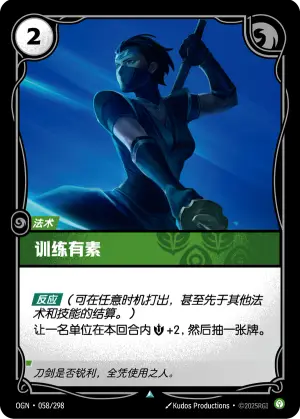 2
法术
训练有素
反应 （可在任意时机打出，甚至先于其他法
术和技能的结算。）
让一名单位在本回合内 +2，然后抽一张牌。
刀剑是否锐利，全凭使用之人。
OGN • 058/298
Kudos Productions • ©2025RGI